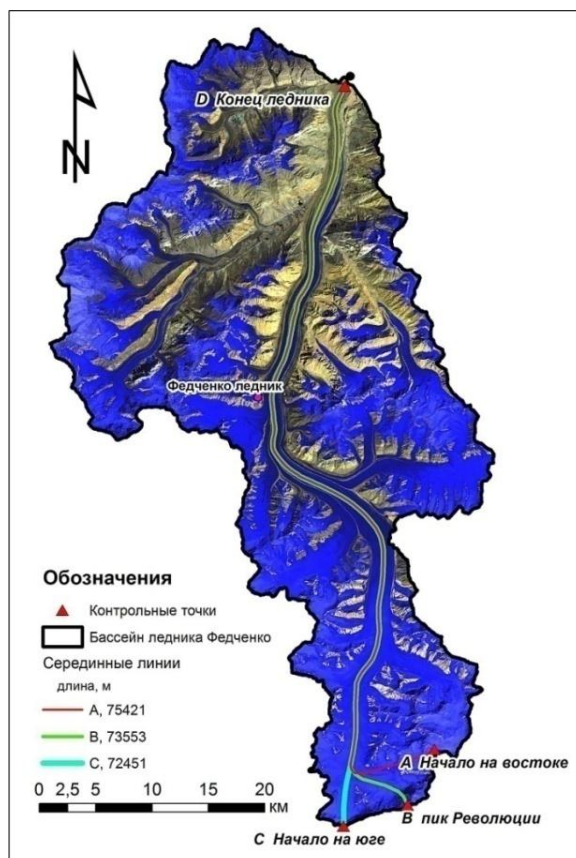 D Конец ледника
N
Федченко ледник
Обозначения
Контрольные точки
Бассейн ледника Федченко
Серединные линии
длина, м
A, 75421
B, 73553
C, 72451
0 2,5 5 10 15 20
КМ
A Начало на востоке
B пик Революции
C Начало на юге